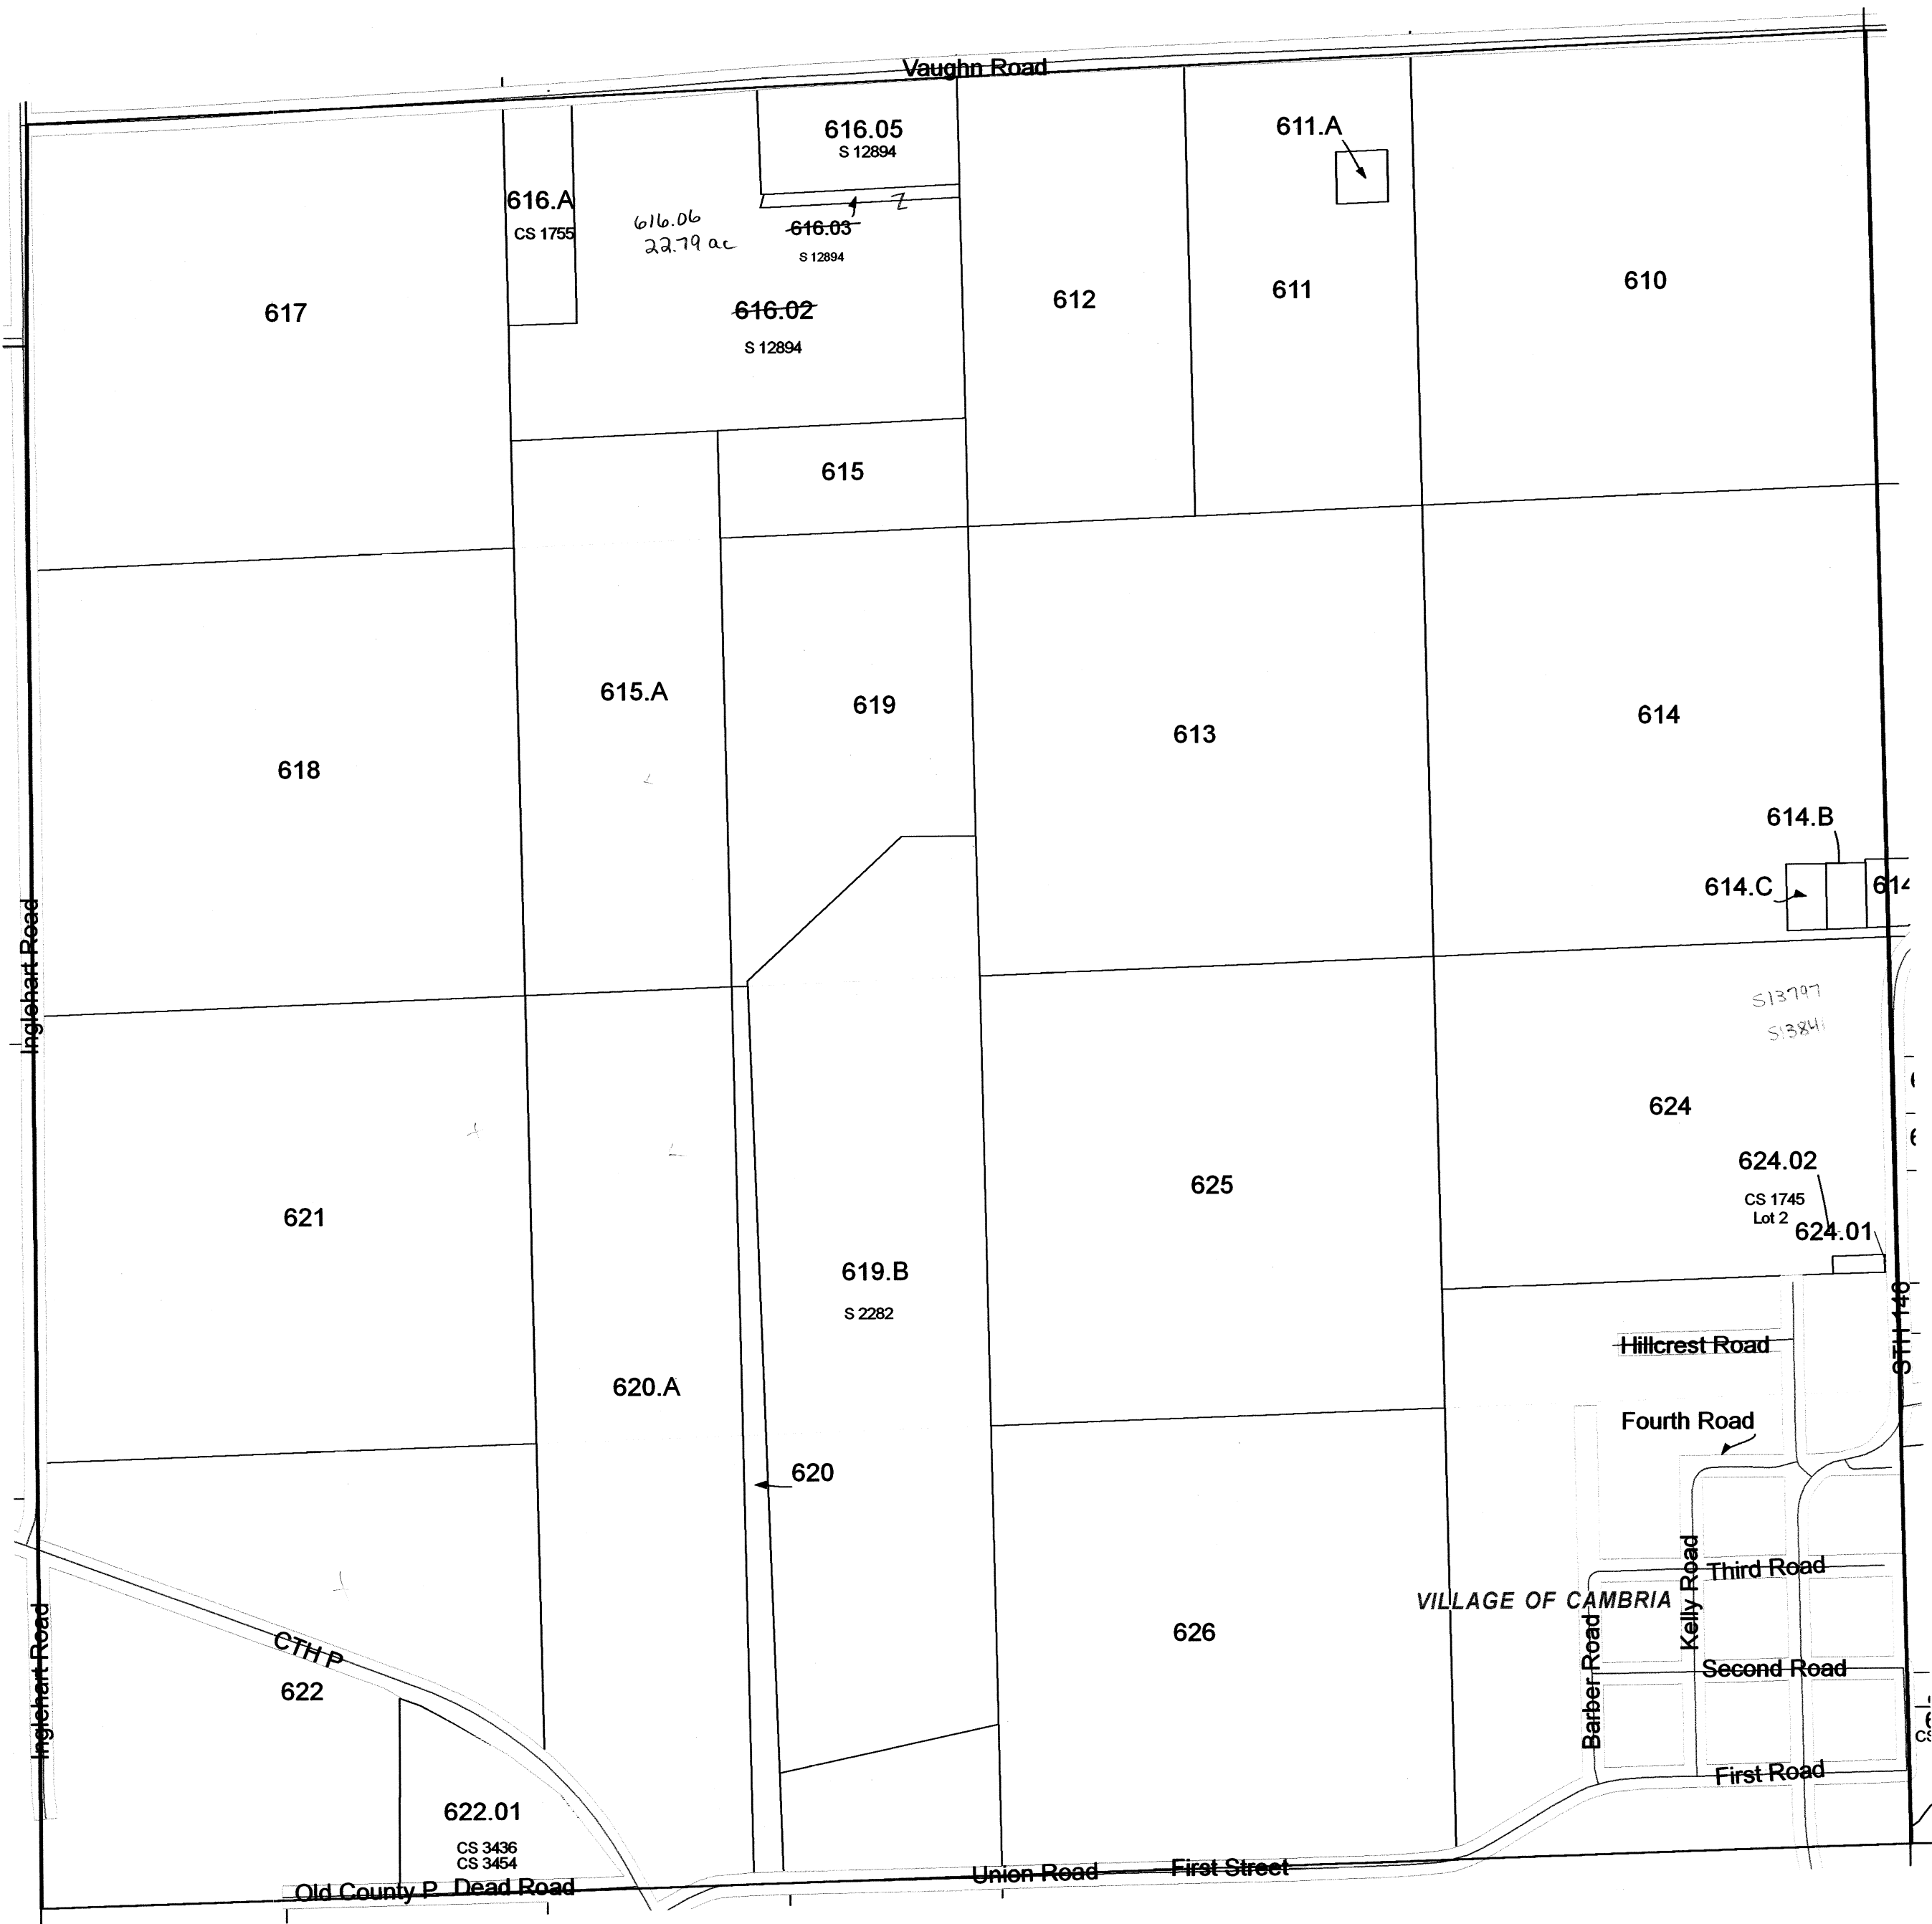 Vaughn Road
616.05
S 12894
611.A
616.A
CS 1755
616.06
22.79 ac
Z
616.03
S 12894
616.02
S 12894
617
612
611
610
615
615.A
619
613
614
618
614.B
614.C
614
Inglehart Road
S13797
624
624.02
CS 1745
Lot 2
624.01
621
625
619.B
S 2282
STH 146
Hillcrest Road
620.A
Fourth Road
620
Third Road
Kelly Road
VILLAGE OF CAMBRIA
Barber Road
626
Second Road
CTH P
622
Inglehart Road
First Road
622.01
CS 3436
CS 3454
Union Road
First Street
Old County P
Dead Road